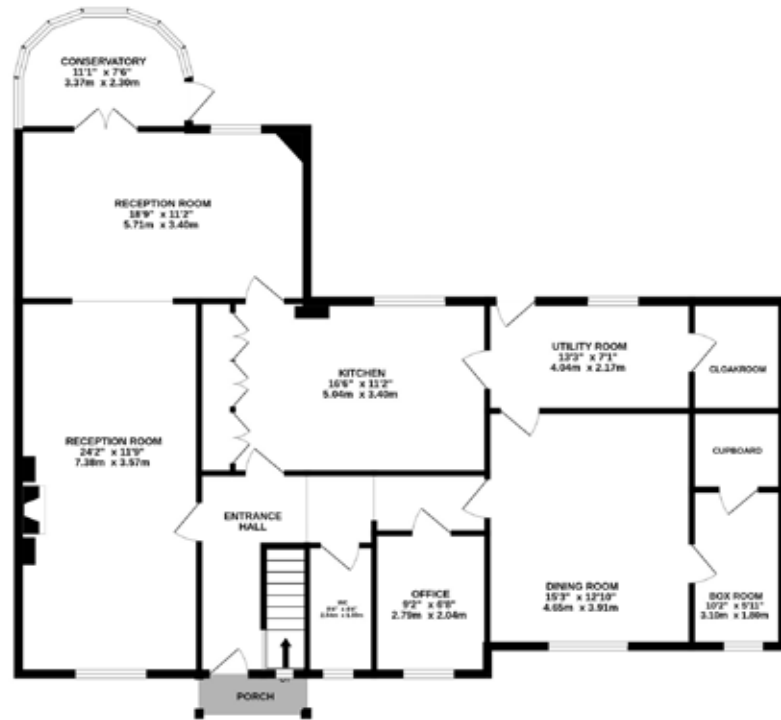 CONSERVATORY
11'1" x 7'6"
3.37m x 2.30m
RECEPTION ROOM
18'9" x 11'2"
5.71m x 3.40m
KITCHEN
16'6" x 11'2"
5.04m x 3.40m
UTILITY ROOM
13'3" x 7'1"
4.04m x 2.17m
CLOAKROOM
RECEPTION ROOM
24'2" x 11'9"
7.38m x 3.57m
CUPBOARD
ENTRANCE
HALL
WC
OFFICE
9'2" x 6'8"
2.79m x 2.04m
DINING ROOM
15'3" x 12'10"
4.65m x 3.91m
BOX ROOM
10'2" x 5'11"
3.10m x 1.80m
PORCH